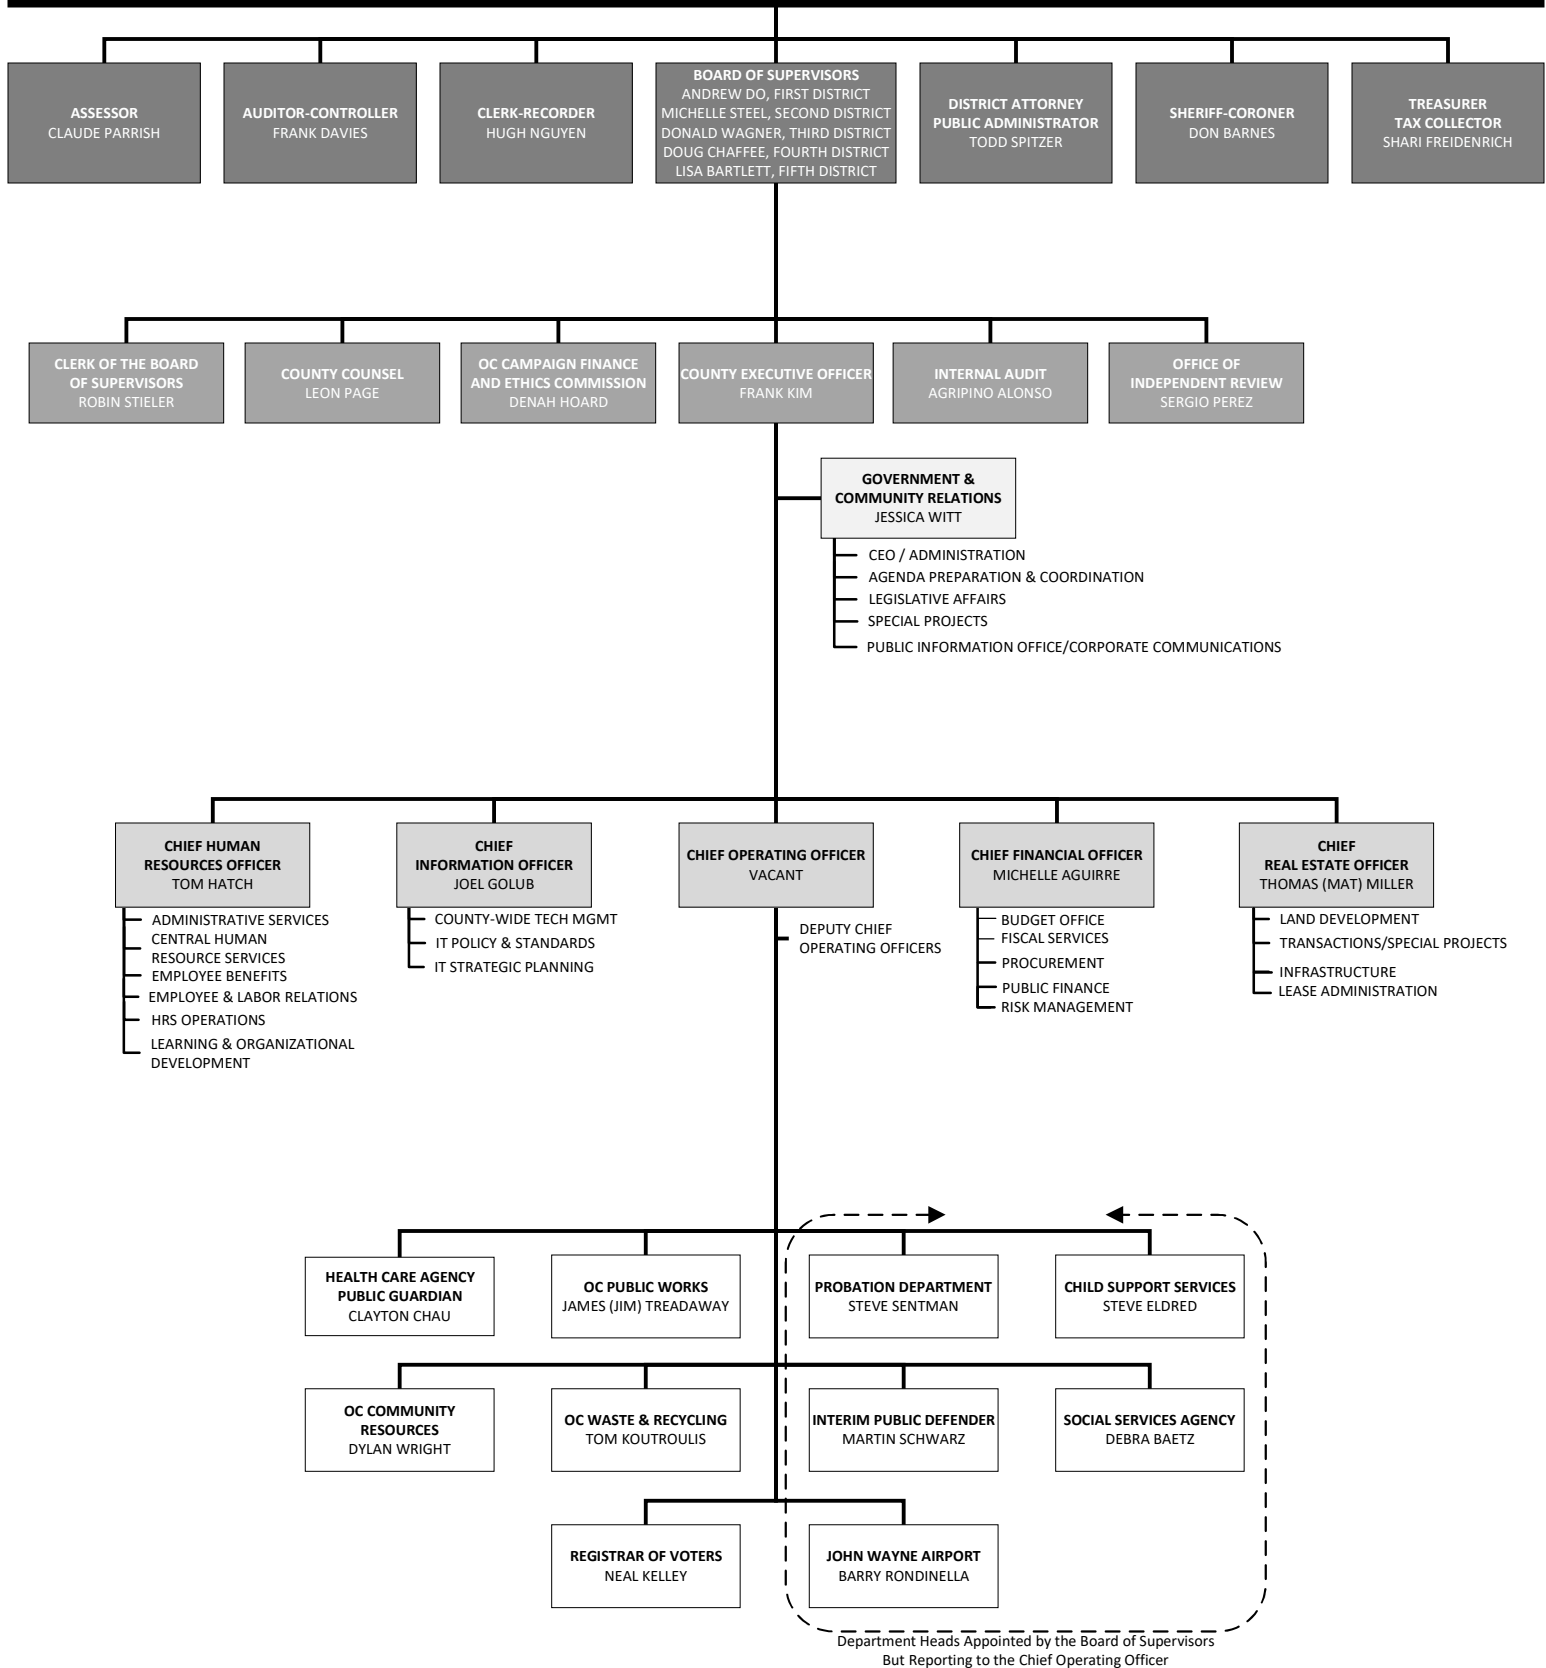 ASSESSOR
CLAUDE PARRISH
AUDITOR-CONTROLLER
FRANK DAVIES
CLERK-RECORDER
HUGH NGUYEN
BOARD OF SUPERVISORS
ANDREW DO, FIRST DISTRICT
MICHELLE STEEL, SECOND DISTRICT
DONALD WAGNER, THIRD DISTRICT
DOUG CHAFFEE, FOURTH DISTRICT
LISA BARTLETT, FIFTH DISTRICT
DISTRICT ATTORNEY
PUBLIC ADMINISTRATOR
TODD SPITZER
SHERIFF-CORONER
DON BARNES
TREASURER
TAX COLLECTOR
SHARI FREIDENRICH
CLERK OF THE BOARD
OF SUPERVISORS
ROBIN STIELER
COUNTY COUNSEL
LEON PAGE
OC CAMPAIGN FINANCE
AND ETHICS COMMISSION
DENAH HOARD
COUNTY EXECUTIVE OFFICER
FRANK KIM
INTERNAL AUDIT
AGRIPINO ALONSO
OFFICE OF
INDEPENDENT REVIEW
SERGIO PEREZ
GOVERNMENT &
COMMUNITY RELATIONS
JESSICA WITT
CEO / ADMINISTRATION
AGENDA PREPARATION & COORDINATION
LEGISLATIVE AFFAIRS
SPECIAL PROJECTS
PUBLIC INFORMATION OFFICE/CORPORATE COMMUNICATIONS
CHIEF HUMAN
RESOURCES OFFICER
TOM HATCH
ADMINISTRATIVE SERVICES
CENTRAL HUMAN
RESOURCE SERVICES
EMPLOYEE BENEFITS
EMPLOYEE & LABOR RELATIONS
HRS OPERATIONS
LEARNING & ORGANIZATIONAL
DEVELOPMENT
CHIEF
INFORMATION OFFICER
JOEL GOLUB
COUNTY-WIDE TECH MGMT
IT POLICY & STANDARDS
IT STRATEGIC PLANNING
CHIEF OPERATING OFFICER
VACANT
DEPUTY CHIEF
OPERATING OFFICERS
CHIEF FINANCIAL OFFICER
MICHELLE AGUIRRE
BUDGET OFFICE
FISCAL SERVICES
PROCUREMENT
PUBLIC FINANCE
RISK MANAGEMENT
CHIEF
REAL ESTATE OFFICER
THOMAS (MAT) MILLER
LAND DEVELOPMENT
TRANSACTIONS/SPECIAL PROJECTS
INFRASTRUCTURE
LEASE ADMINISTRATION
HEALTH CARE AGENCY
PUBLIC GUARDIAN
CLAYTON CHAU
OC PUBLIC WORKS
JAMES (JIM) TREADAWAY
PROBATION DEPARTMENT
STEVE SENTMAN
CHILD SUPPORT SERVICES
STEVE ELDRED
OC COMMUNITY
RESOURCES
DYLAN WRIGHT
OC WASTE & RECYCLING
TOM KOUTROULIS
INTERIM PUBLIC DEFENDER
MARTIN SCHWARZ
SOCIAL SERVICES AGENCY
DEBRA BAETZ
REGISTRAR OF VOTERS
NEAL KELLEY
JOHN WAYNE AIRPORT
BARRY RONDINELLA
Department Heads Appointed by the Board of Supervisors
But Reporting to the Chief Operating Officer